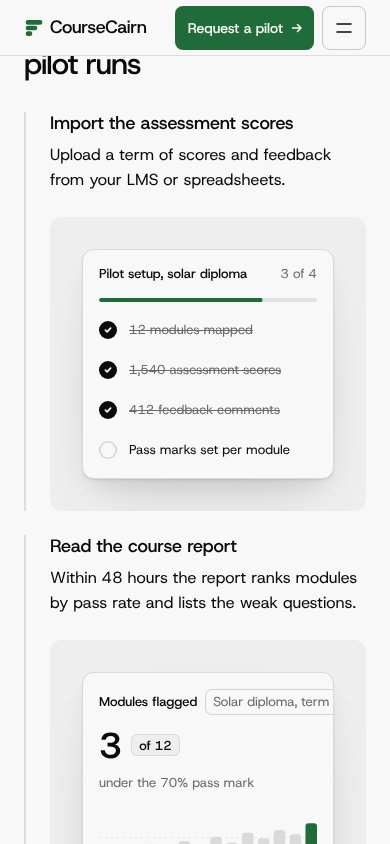 CourseCairn
Request a pilot →
pilot runs
Import the assessment scores
Upload a term of scores and feedback
from your LMS or spreadsheets.
Pilot setup, solar diploma 3 of 4
12 modules mapped
1,540 assessment scores
412 feedback comments
Pass marks set per module
Read the course report
Within 48 hours the report ranks modules
by pass rate and lists the weak questions.
Modules flagged Solar diploma, term
3 of 12
under the 70% pass mark